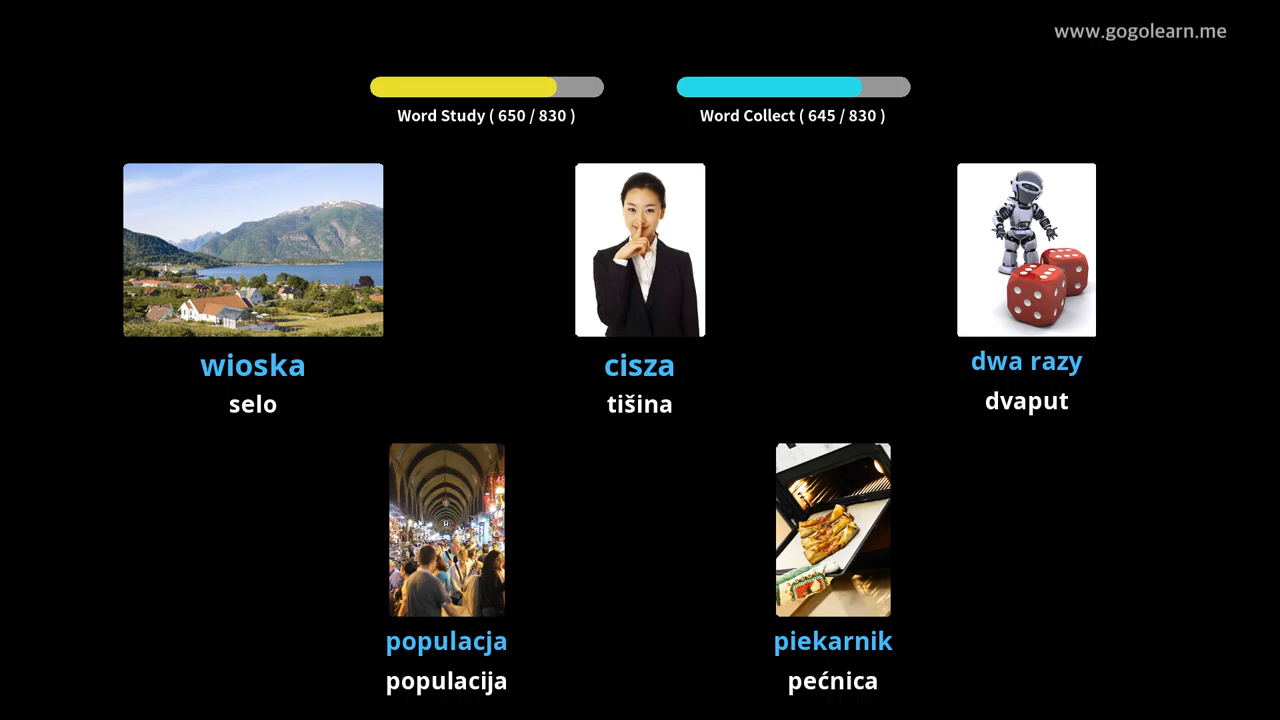 www.gogolearn.me
Word Study ( 650 / 830 )
Word Collect ( 645 / 830 )
wioska
selo
cisza
tišina
dwa razy
dvaput
populacja
populacija
piekarnik
pećnica